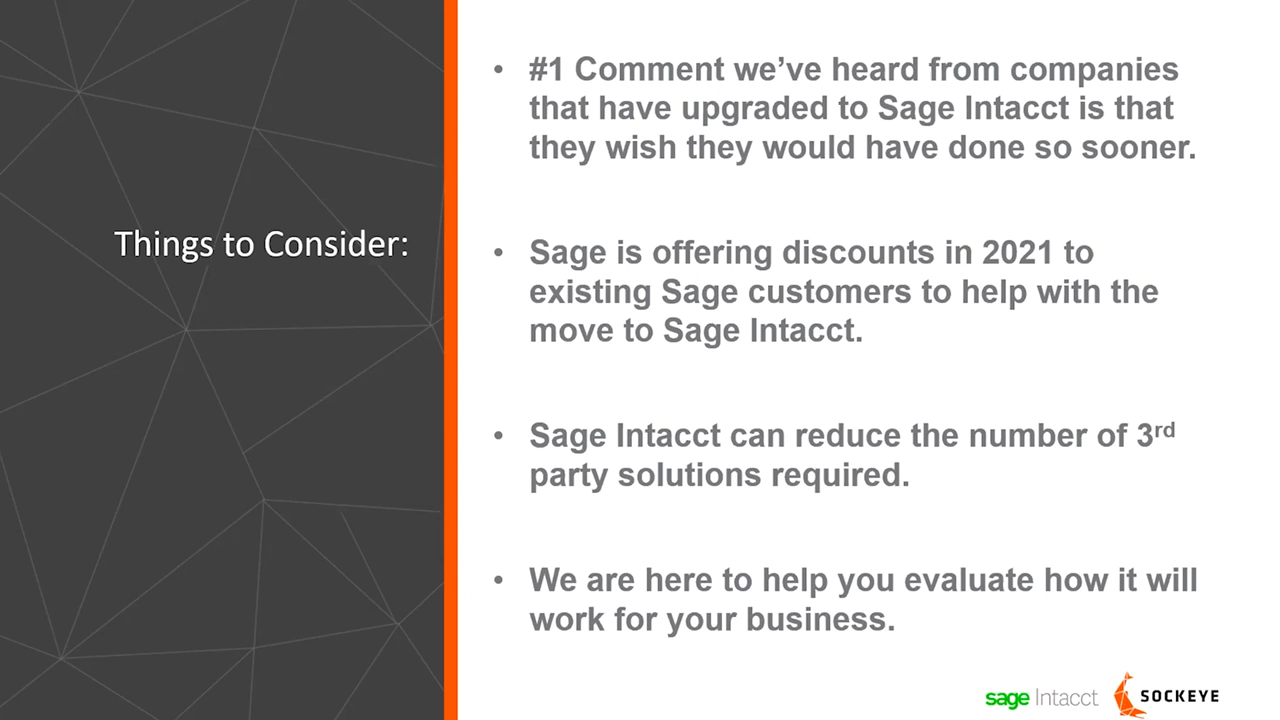 Things to Consider:
• #1 Comment we’ve heard from companies
that have upgraded to Sage Intacct is that
they wish they would have done so sooner.
• Sage is offering discounts in 2021 to
existing Sage customers to help with the
move to Sage Intacct.
• Sage Intacct can reduce the number of 3rd
party solutions required.
• We are here to help you evaluate how it will
work for your business.
sage Intacct SOCKEYE